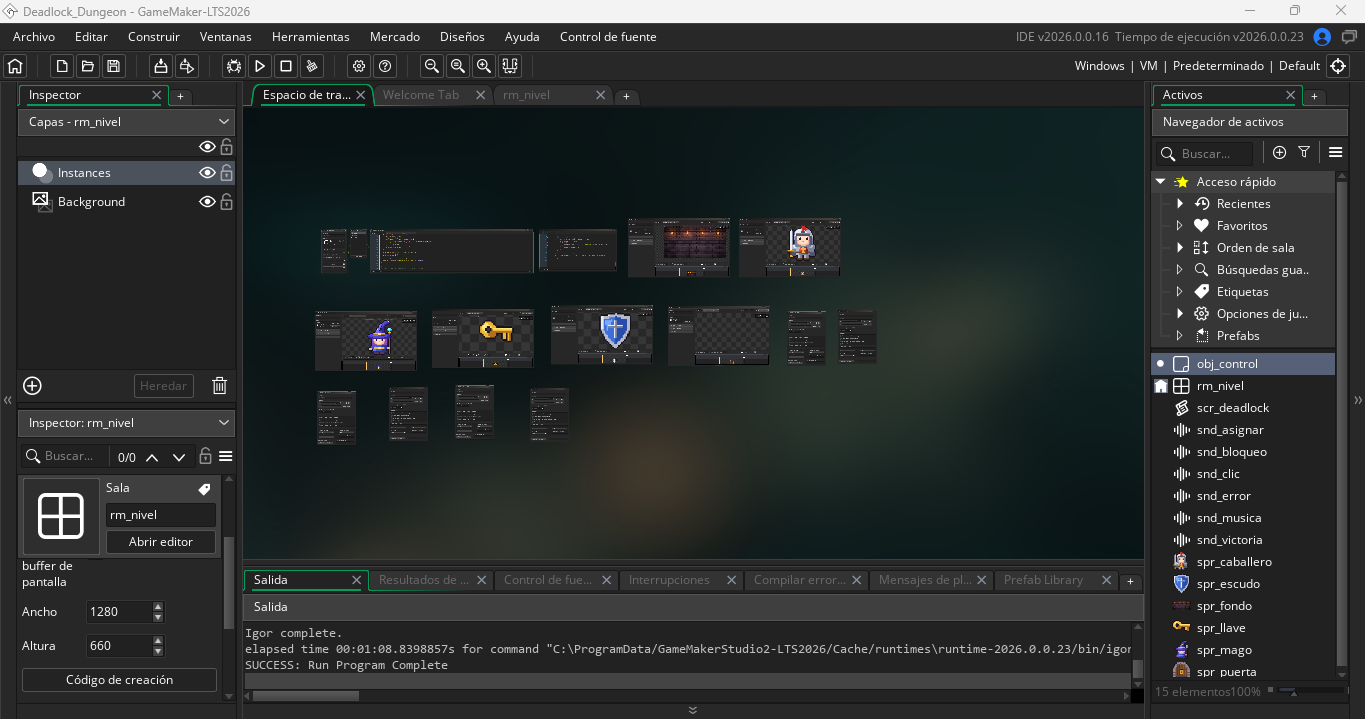 Deadlock_Dungeon - GameMaker-LTS2026
Archivo Editar Construir Ventanas Herramientas Mercado Diseños Ayuda Control de fuente
IDE v2026.0.0.16 Tiempo de ejecución v2026.0.0.23
Windows | VM | Predeterminado | Default
Inspector
Capas - rm_nivel
Instances
Background
Heredar
Inspector: rm_nivel
Buscar... 0/0
Sala
rm_nivel
Abrir editor
buffer de
pantalla
Ancho 1280
Altura 660
Código de creación
Espacio de tra... Welcome Tab rm_nivel
Salida Resultados de ... Control de fue... Interrupciones Compilar error... Mensajes de pl... Prefab Library
Salida
Igor complete.
elapsed time 00:01:08.8398857s for command "C:\ProgramData/GameMakerStudio2-LTS2026/Cache/runtimes\runtime-2026.0.0.23/bin/igor
SUCCESS: Run Program Complete
Activos
Navegador de activos
Buscar...
Acceso rápido
Recientes
Favoritos
Orden de sala
Búsquedas gua..
Etiquetas
Opciones de ju...
Prefabs
obj_control
rm_nivel
scr_deadlock
snd_asignar
snd_bloqueo
snd_clic
snd_error
snd_musica
snd_victoria
spr_caballero
spr_escudo
spr_fondo
spr_llave
spr_mago
spr_puerta
15 elementos 100%